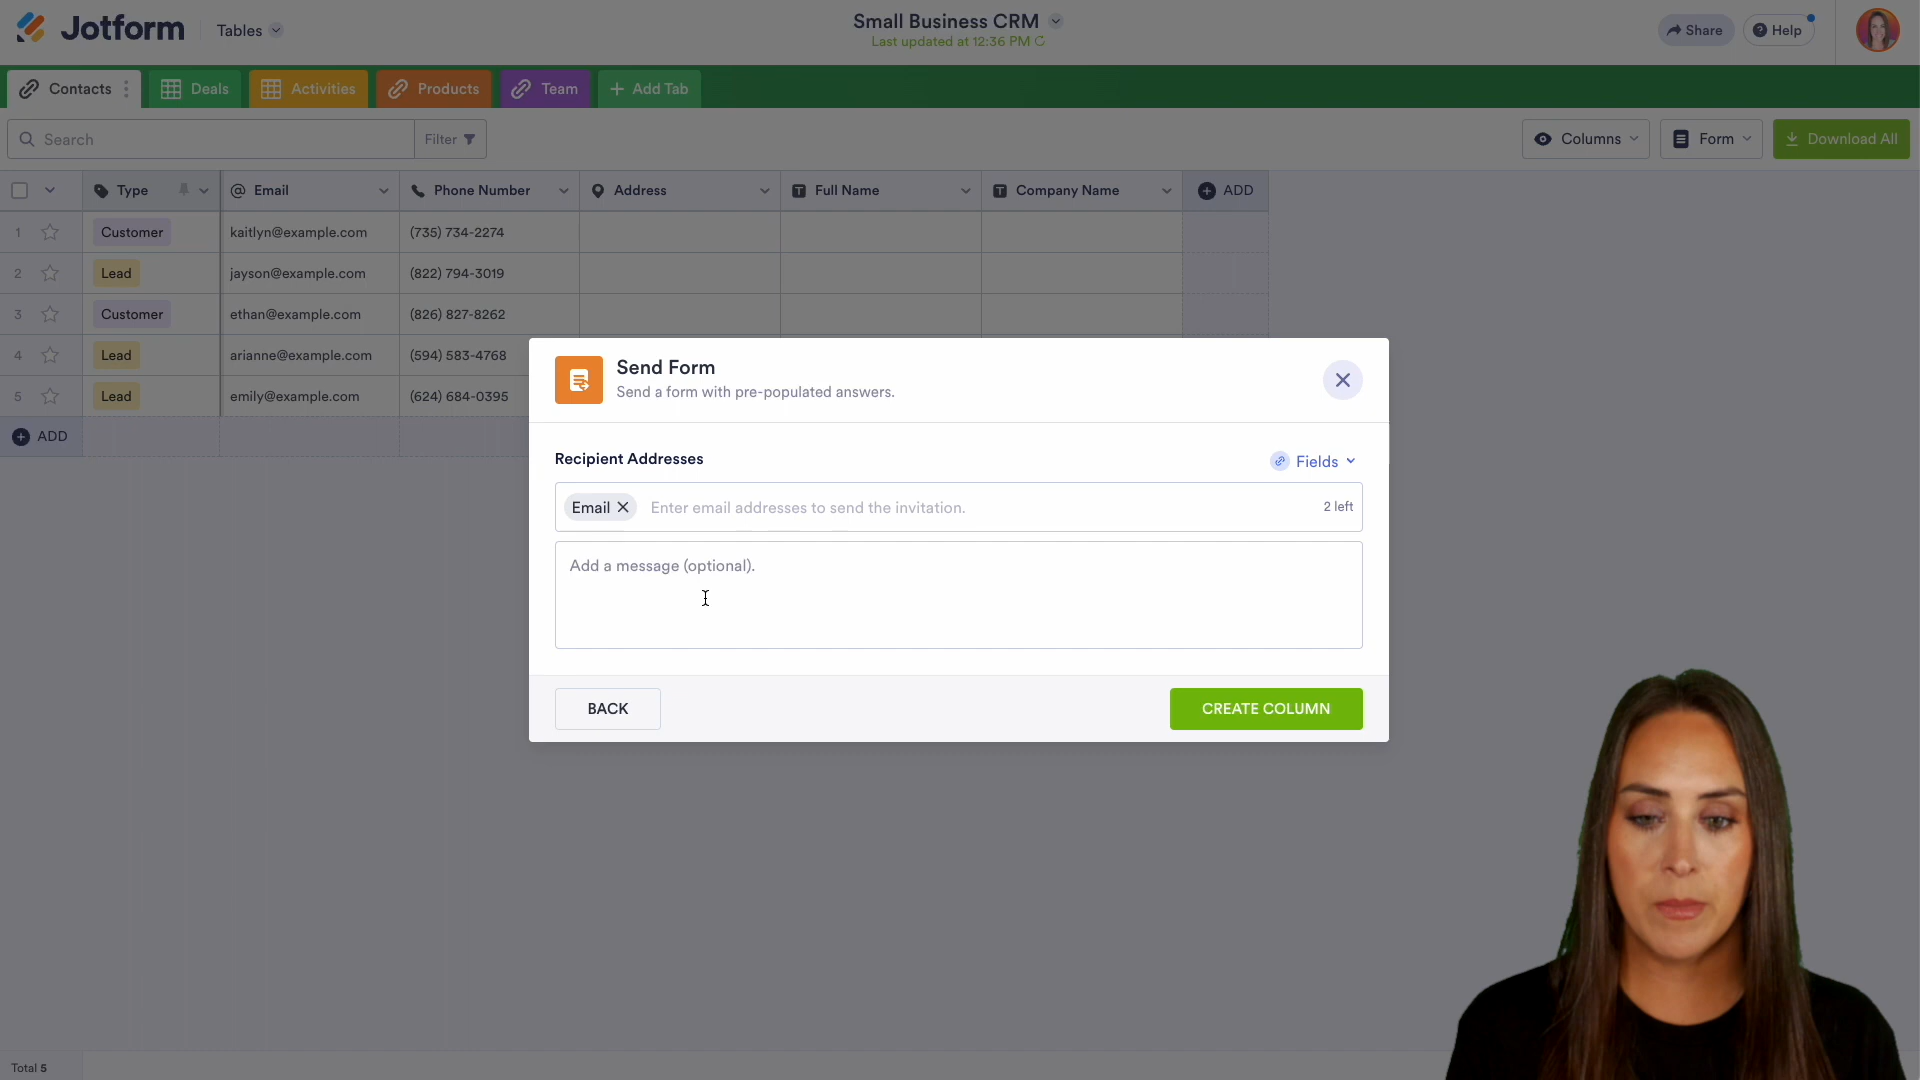 Jotform Tables
Small Business CRM
Last updated at 12:36 PM
Share Help
Contacts Deals Activities Products Team Add Tab
Search Filter
Columns Form Download All
Type Email Phone Number Address Full Name Company Name ADD
1 Customer kaitlyn@example.com (735) 734-2274
2 Lead jayson@example.com (822) 794-3019
3 Customer ethan@example.com (826) 827-8262
4 Lead arianne@example.com (594) 583-4768
5 Lead emily@example.com (624) 684-0395
ADD
Send Form
Send a form with pre-populated answers.
Recipient Addresses Fields
Email Enter email addresses to send the invitation. 2 left
Add a message (optional).
BACK CREATE COLUMN
Total 5